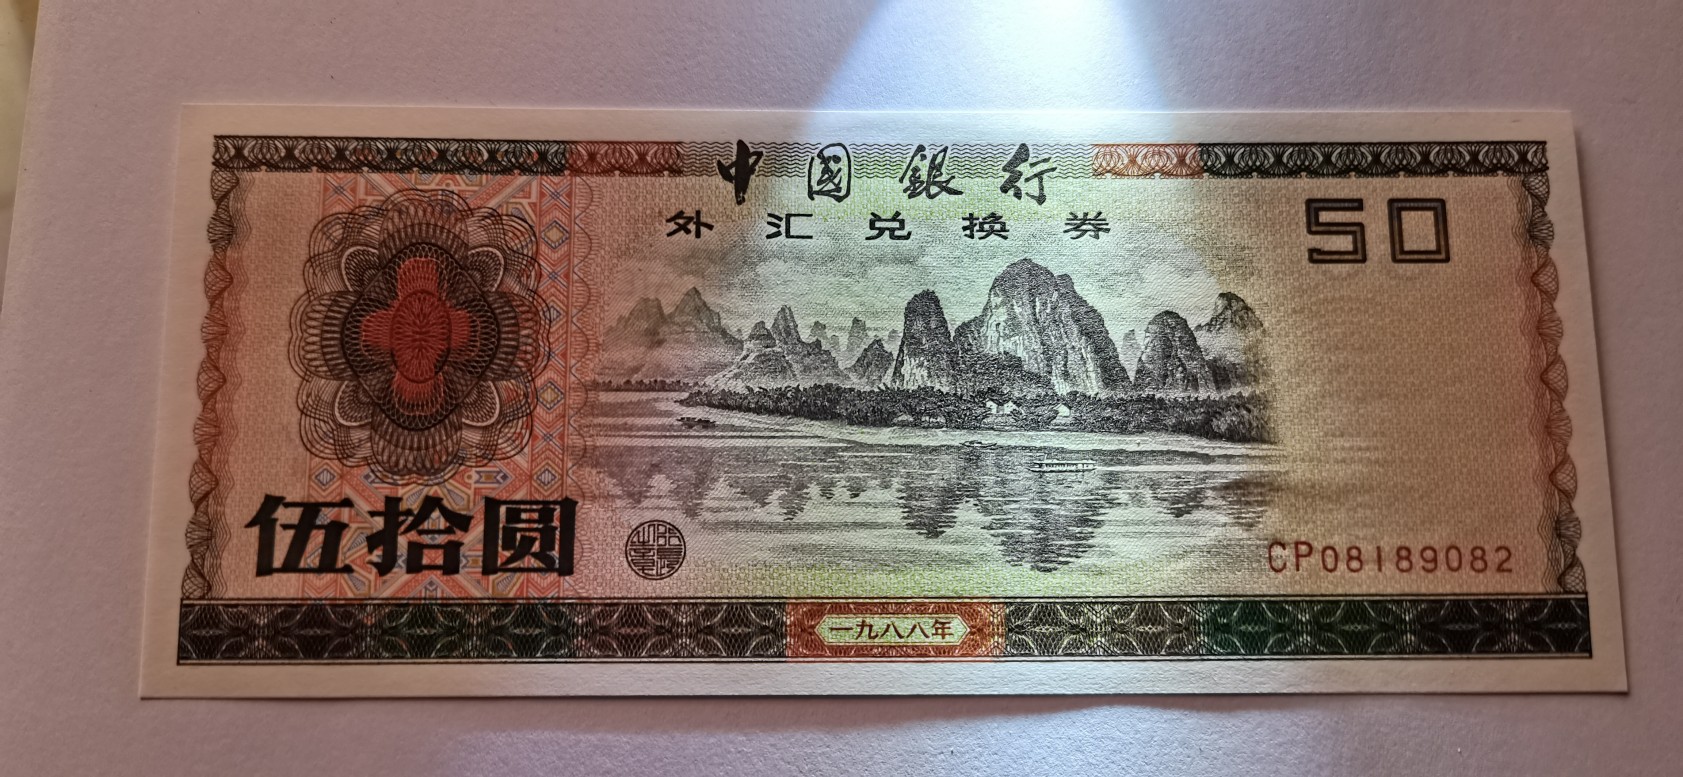 中國銀行
外汇兑换券
50
伍拾圆
CP08189082
一九八八年